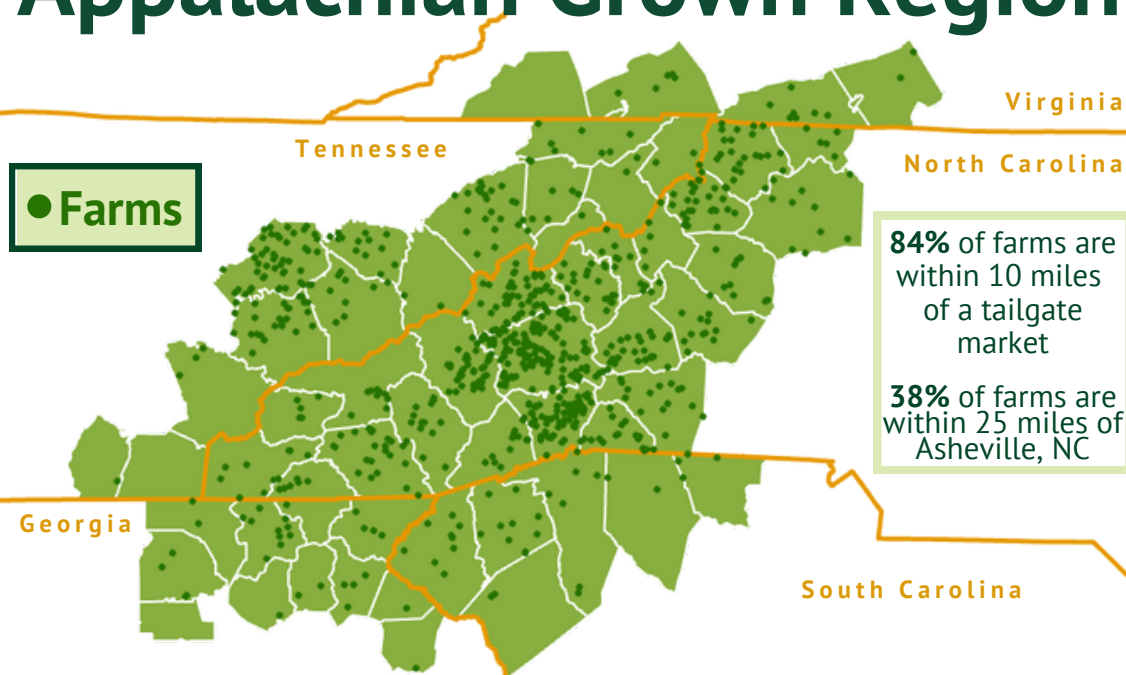 Appalachian Grown Region
Virginia
Tennessee
North Carolina
Farms
84% of farms are
within 10 miles
of a tailgate
market
38% of farms are
within 25 miles of
Asheville, NC
Georgia
South Carolina